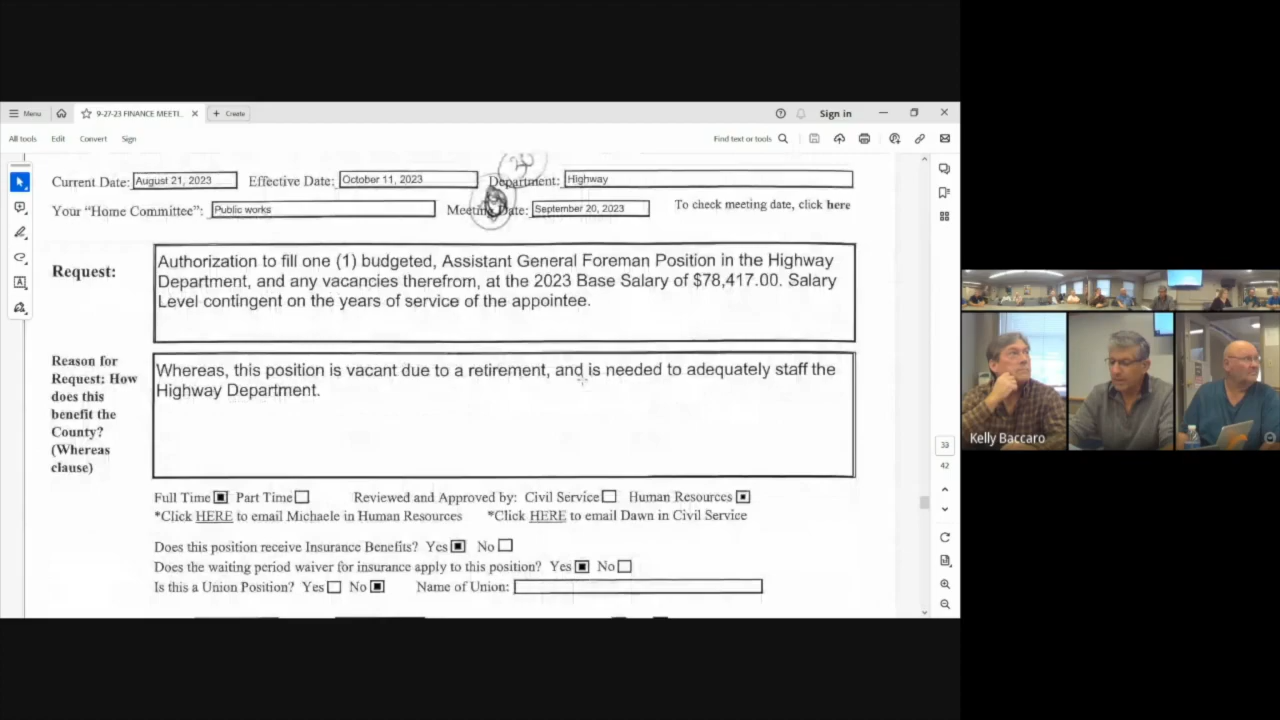 Menu
9-27-23 FINANCE MEETI...
Create
Sign in
All tools Edit Convert Sign
Find text or tools
Current Date: August 21, 2023 Effective Date: October 11, 2023 Department: Highway
Your "Home Committee": Public works Meeting Date: September 20, 2023 To check meeting date, click here
Request:
Authorization to fill one (1) budgeted, Assistant General Foreman Position in the Highway
Department, and any vacancies therefrom, at the 2023 Base Salary of $78,417.00. Salary
Level contingent on the years of service of the appointee.
Reason for
Request: How
does this
benefit the
County?
(Whereas
clause)
Whereas, this position is vacant due to a retirement, and is needed to adequately staff the
Highway Department.
Full Time Part Time Reviewed and Approved by: Civil Service Human Resources
*Click HERE to email Michaele in Human Resources *Click HERE to email Dawn in Civil Service
Does this position receive Insurance Benefits? Yes No
Does the waiting period waiver for insurance apply to this position? Yes No
Is this a Union Position? Yes No Name of Union:
33
42
Kelly Baccaro